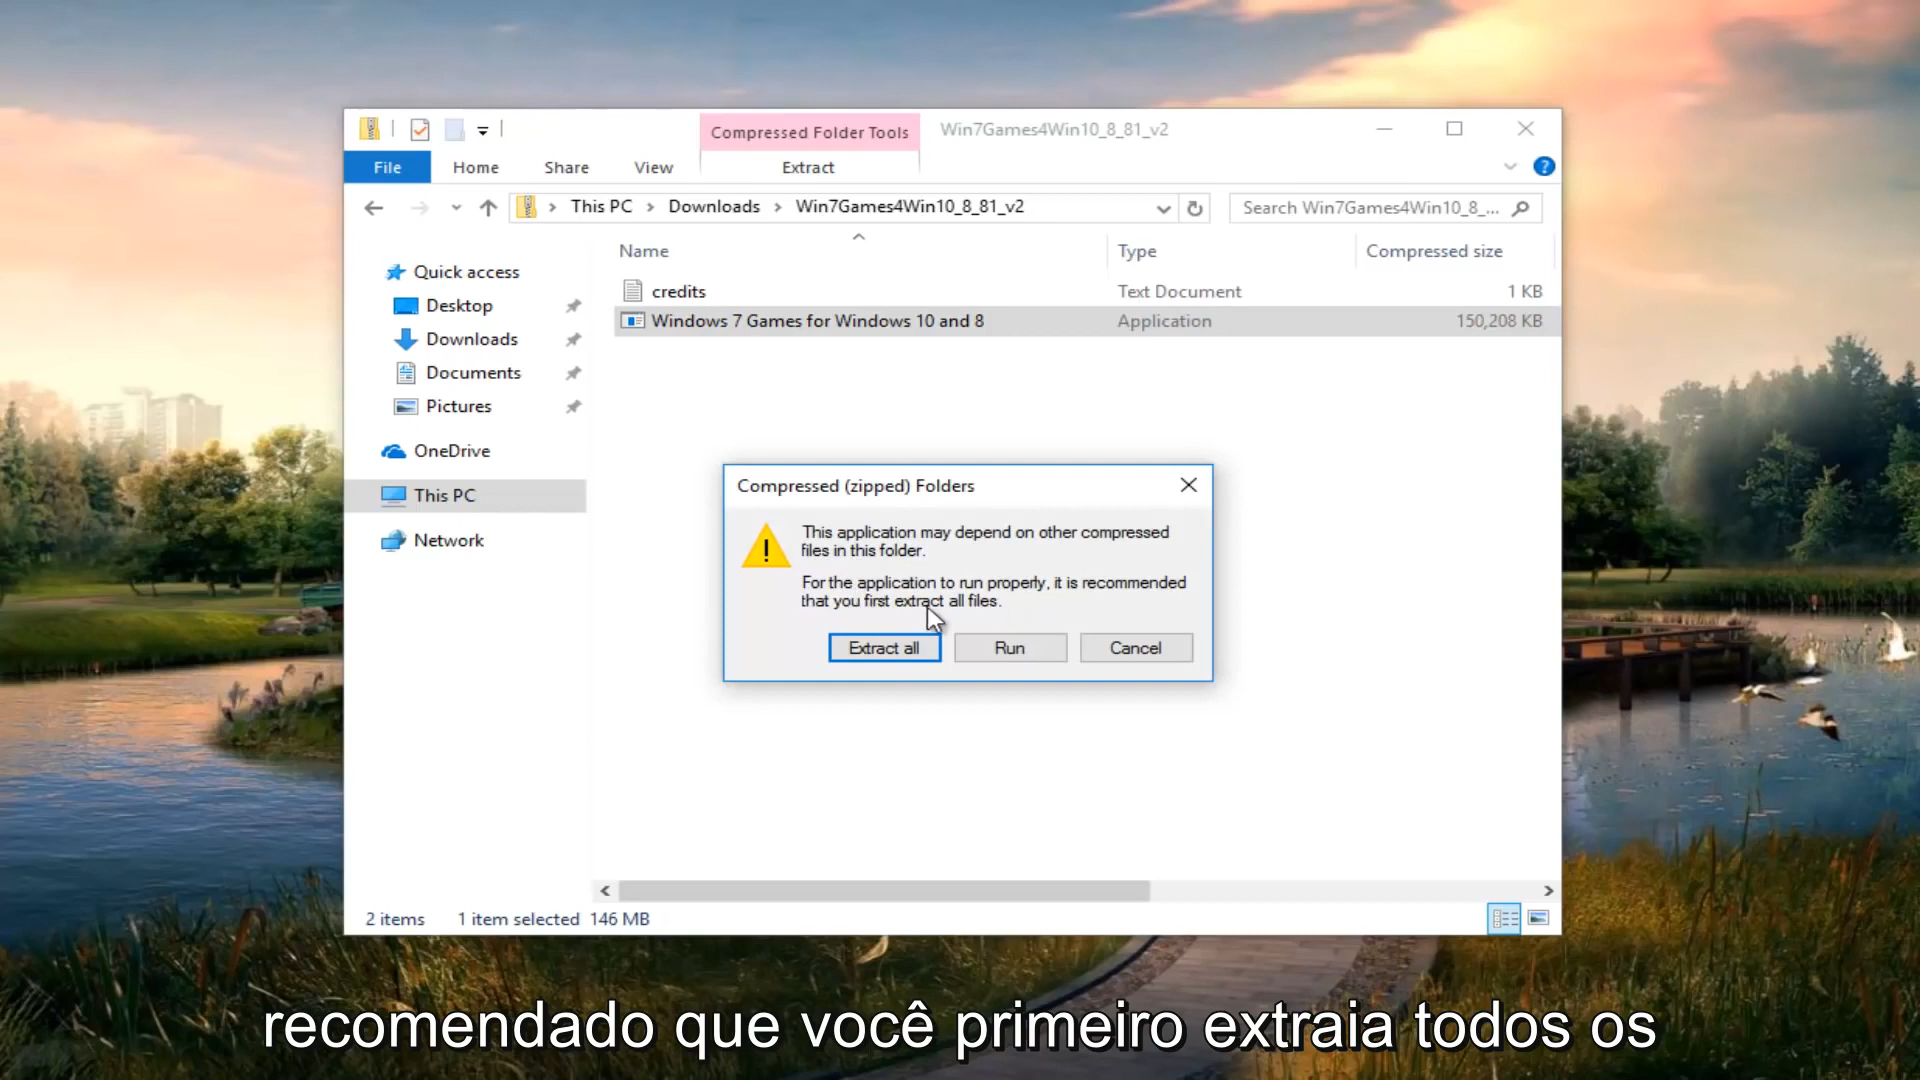 Compressed Folder Tools
Win7Games4Win10_8_81_v2
File
Home
Share
View
Extract
?
This PC
Downloads
Win7Games4Win10_8_81_v2
Search Win7Games4Win10_8_...
Name
Type
Compressed size
Quick access
Desktop
Downloads
Documents
Pictures
OneDrive
This PC
Network
credits
Text Document
1 KB
Windows 7 Games for Windows 10 and 8
Application
150,208 KB
Compressed (zipped) Folders
This application may depend on other compressed
files in this folder.
For the application to run properly, it is recommended
that you first extract all files.
Extract all
Run
Cancel
2 items
1 item selected 146 MB
recomendado que você primeiro extraia todos os